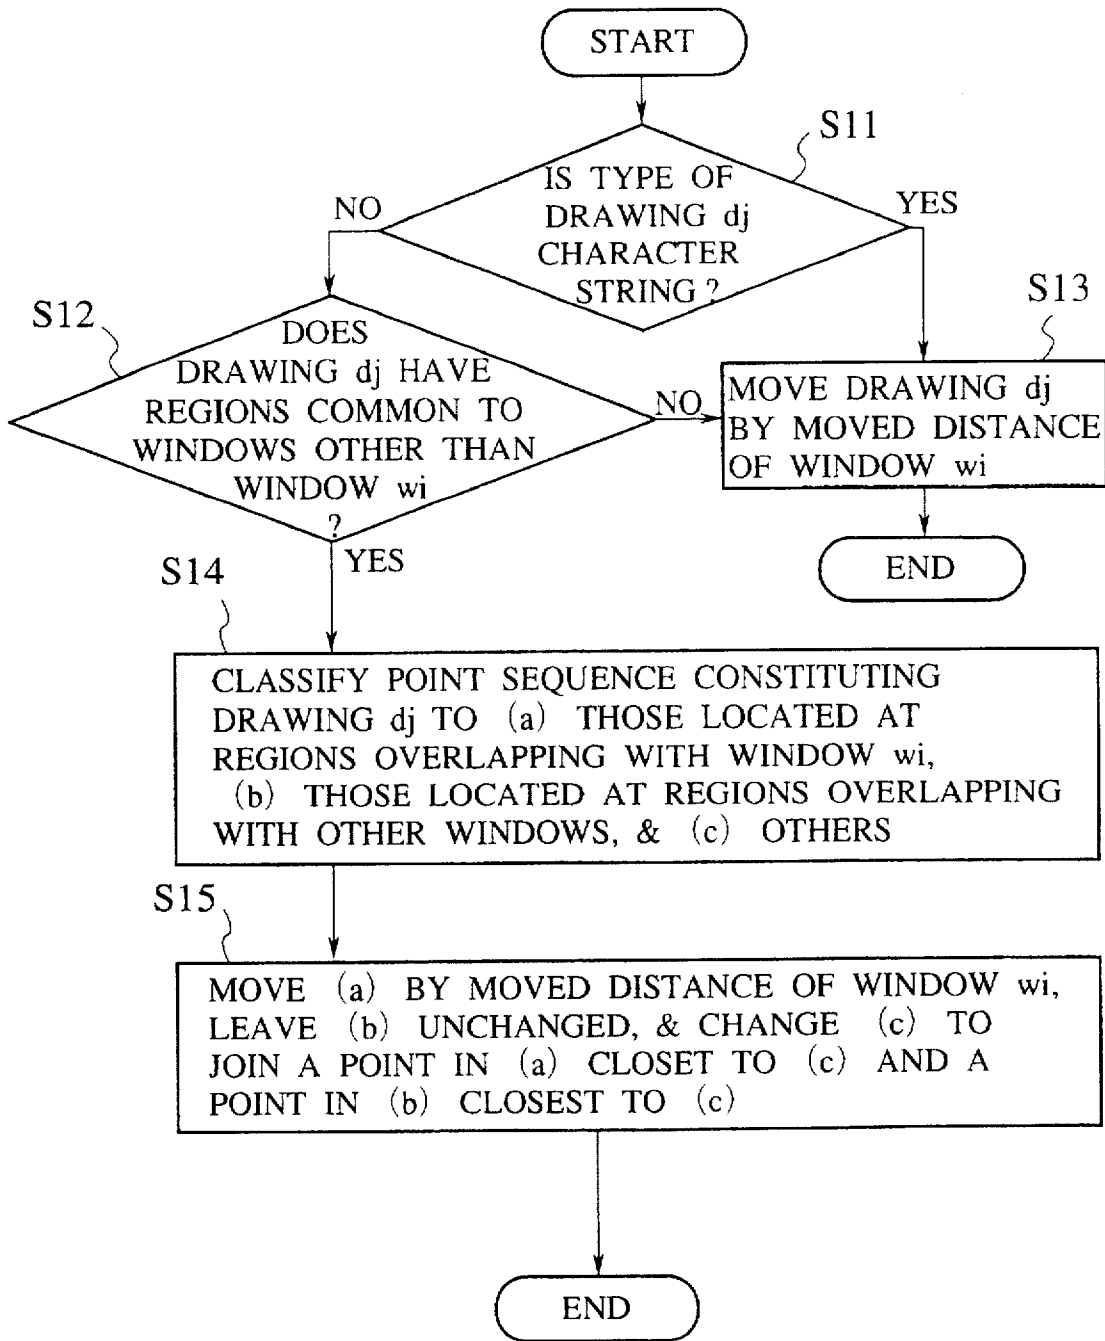 START
S11
IS TYPE OF
DRAWING dj
CHARACTER
STRING ?
NO
YES
S12
DOES
DRAWING dj HAVE
REGIONS COMMON TO
WINDOWS OTHER THAN
WINDOW wi
?
NO
S13
MOVE DRAWING dj
BY MOVED DISTANCE
OF WINDOW wi
END
YES
S14
CLASSIFY POINT SEQUENCE CONSTITUTING
DRAWING dj TO (a) THOSE LOCATED AT
REGIONS OVERLAPPING WITH WINDOW wi,
(b) THOSE LOCATED AT REGIONS OVERLAPPING
WITH OTHER WINDOWS, & (c) OTHERS
S15
MOVE (a) BY MOVED DISTANCE OF WINDOW wi,
LEAVE (b) UNCHANGED, & CHANGE (c) TO
JOIN A POINT IN (a) CLOSET TO (c) AND A
POINT IN (b) CLOSEST TO (c)
END